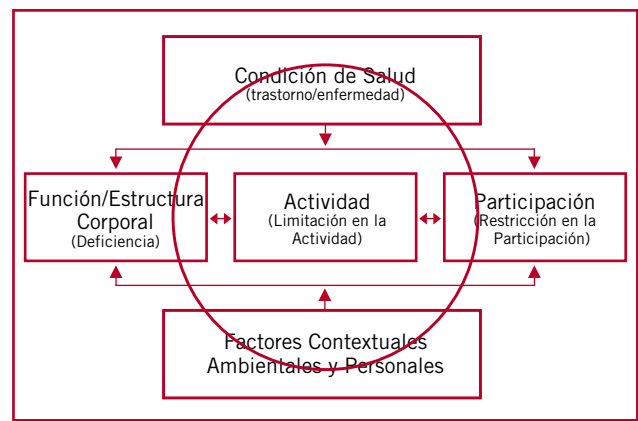 Condición de Salud
(trastorno/enfermedad)
Función/Estructura
Corporal
(Deficiencia)
Actividad
(Limitación en la
Actividad)
Participación
(Restricción en la
Participación)
Factores Contextuales
Ambientales y Personales